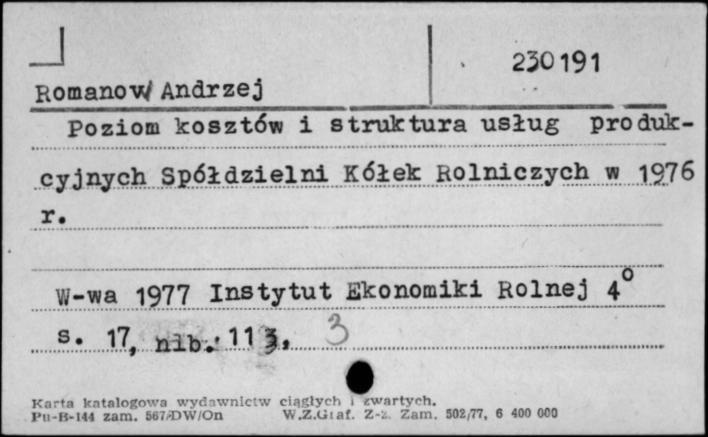 230191
Romanow Andrzej
Poziom kosztów i struktura usług produk-
cyjnych Spółdzielni Kółek Rolniczych w 1976
r.
W-wa 1977 Instytut Ekonomiki Rolnej 4°
s. 17, nlb. 11 3, 3
Karta katalogowa wydawnictw ciągłych i zwartych.
Pu-B-144 zam. 567/DW/On W.Z.Graf. Z-z. Zam. 502/77, 6 400 000